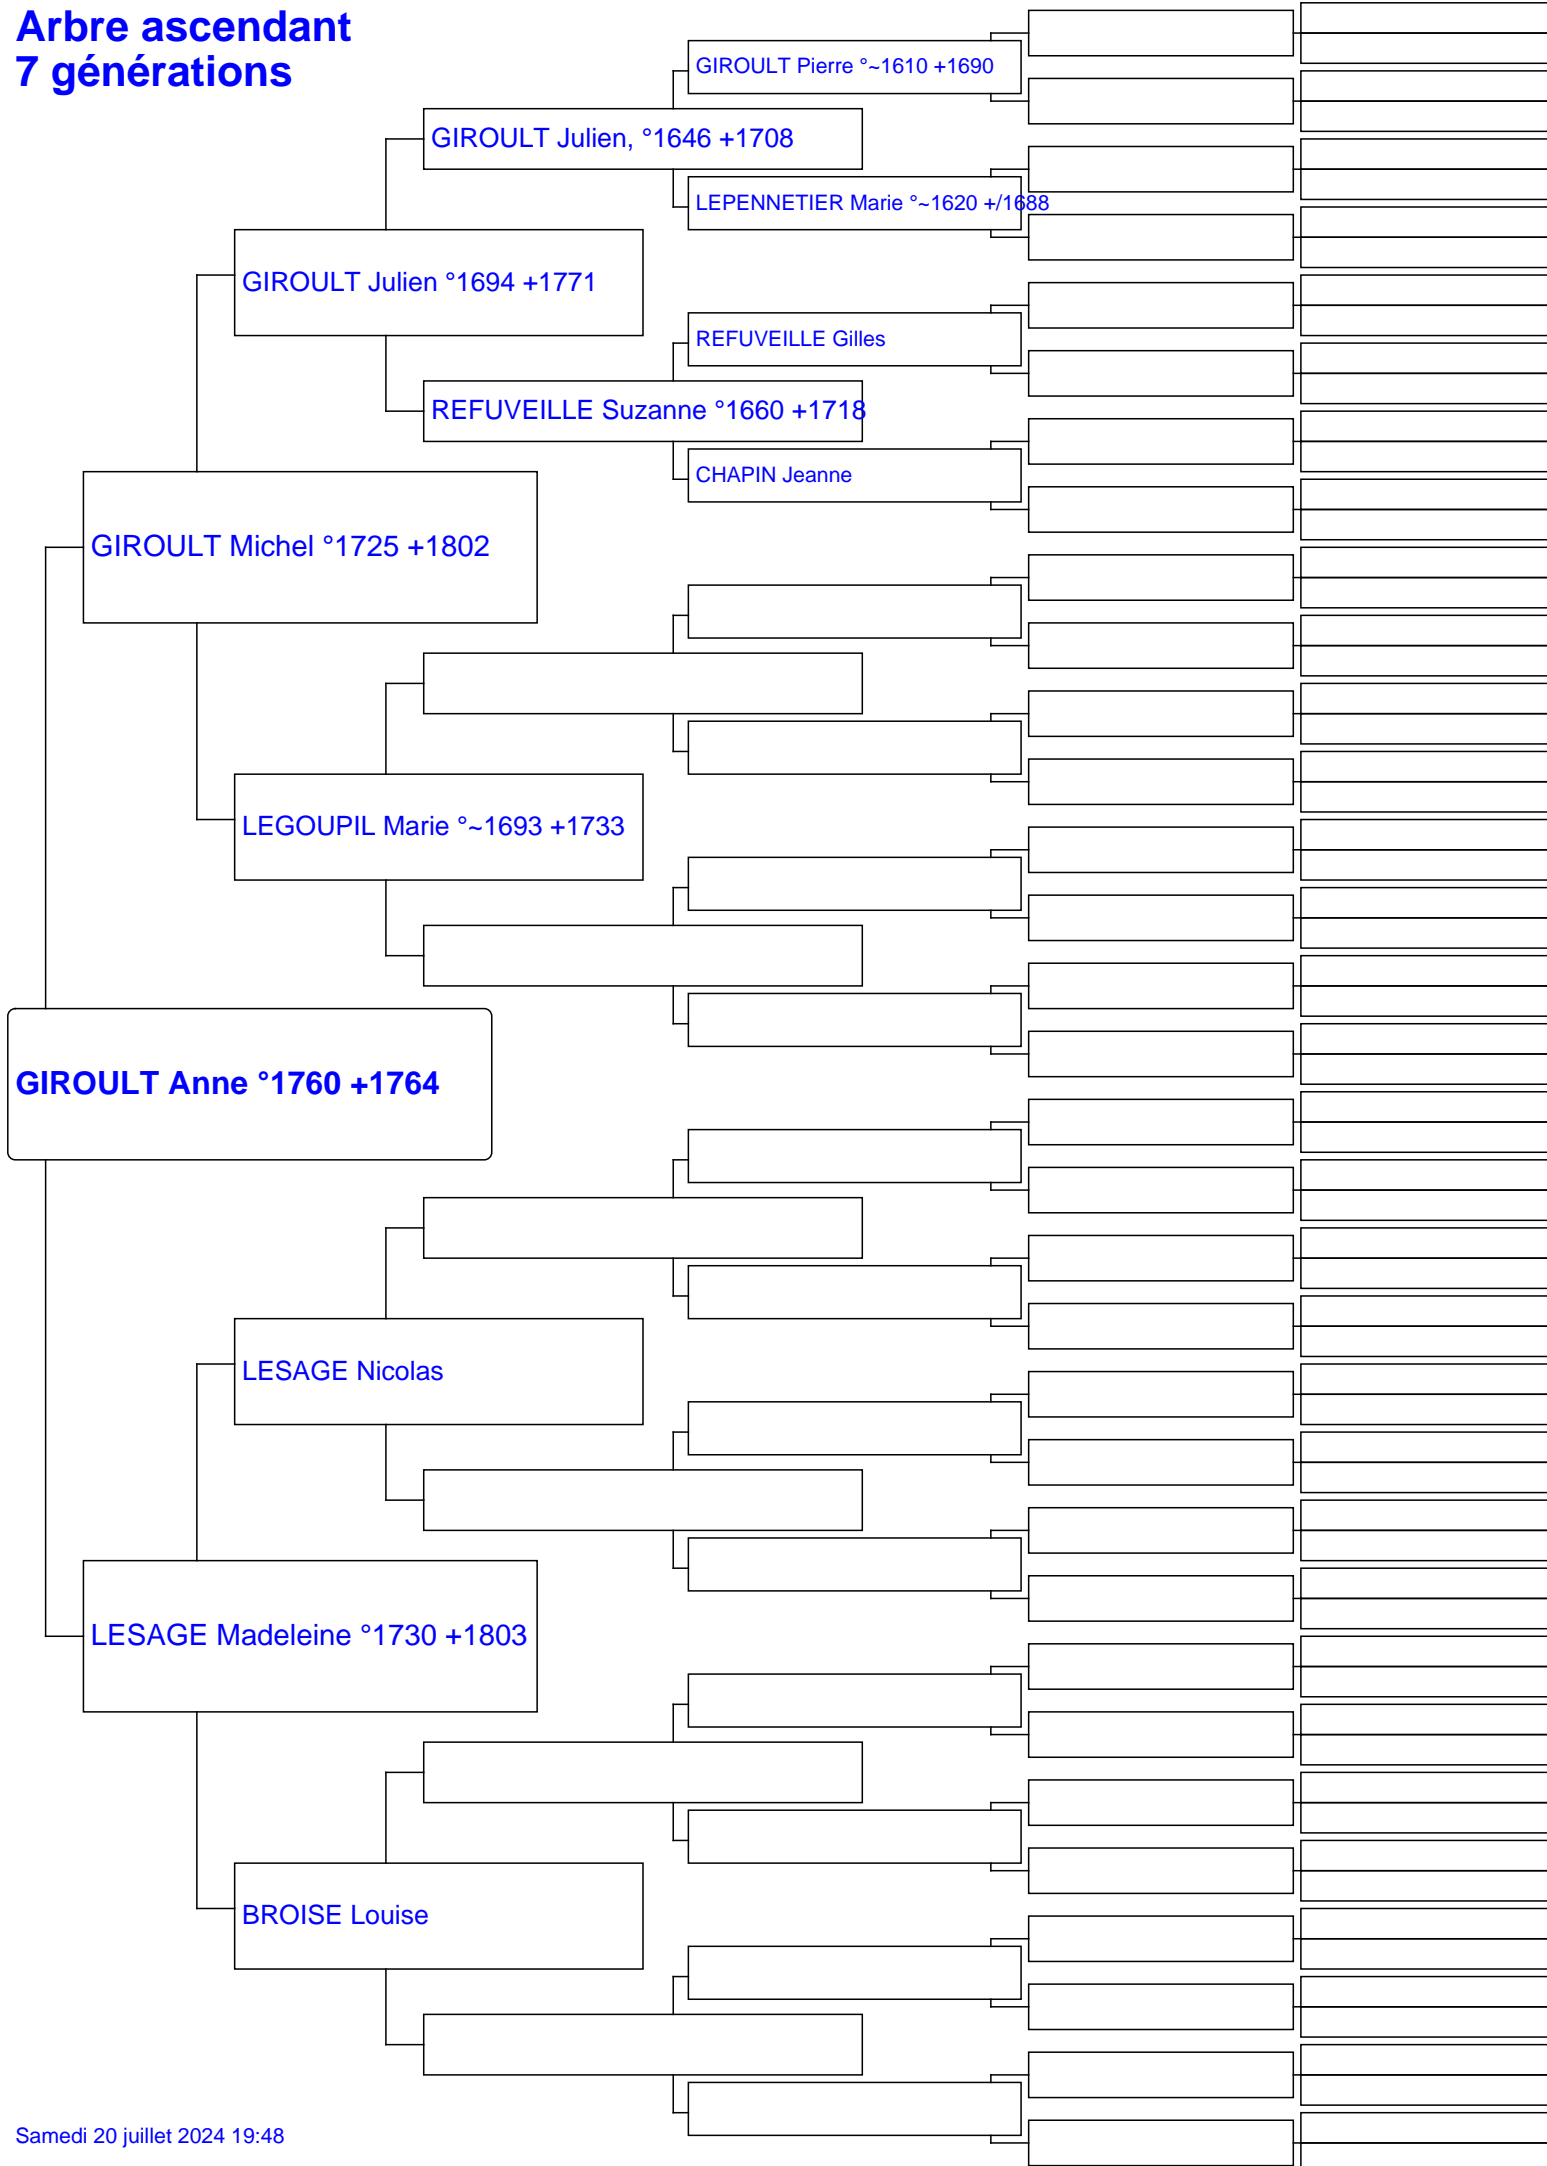 Arbre ascendant
7 générations
GIROULT Pierre °~1610 +1690
GIROULT Julien, °1646 +1708
LEPENNETIER Marie °~1620 +/1688
GIROULT Julien °1694 +1771
REFUVEILLE Gilles
REFUVEILLE Suzanne °1660 +1718
CHAPIN Jeanne
GIROULT Michel °1725 +1802
LEGOUPIL Marie °~1693 +1733
GIROULT Anne °1760 +1764
LESAGE Nicolas
LESAGE Madeleine °1730 +1803
BROISE Louise
Samedi 20 juillet 2024 19:48